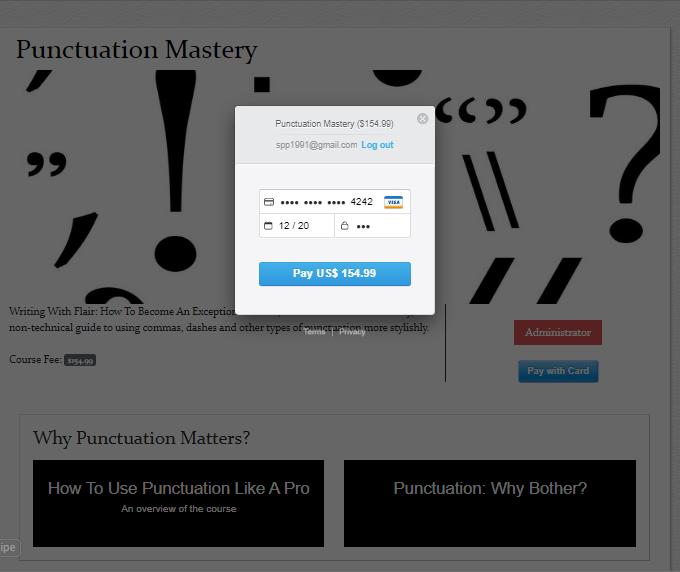 Punctuation Mastery
Punctuation Mastery ($154.99)
spp1991@gmail.com Log out
•••• •••• •••• 4242 VISA
12 / 20 •••
Pay US$ 154.99
Terms | Privacy
Writing With Flair: How To Become An Exception
non-technical guide to using commas, dashes and other types of punctuation more stylishly.
Course Fee: $154.99
Administrator
Pay with Card
Why Punctuation Matters?
How To Use Punctuation Like A Pro
An overview of the course
Punctuation: Why Bother?
ipe